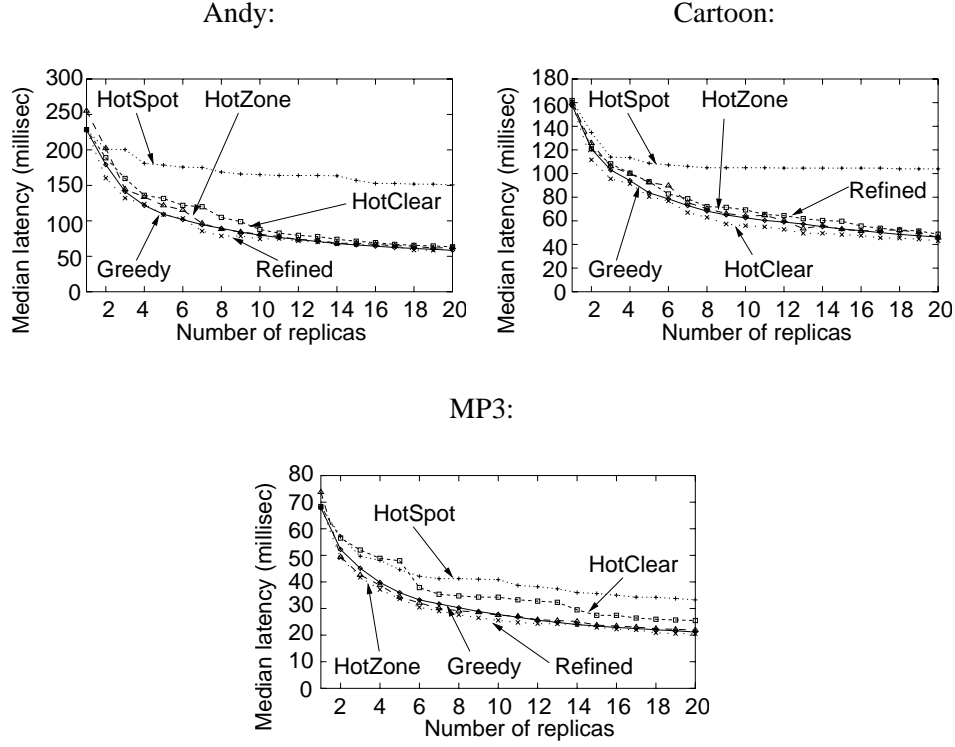 Andy:
Median latency (millisec)
300
250
200
150
100
50
0
HotSpot
HotZone
HotClear
Greedy
Refined
2 4 6 8 10 12 14 16 18 20
Number of replicas
Cartoon:
Median latency (millisec)
180
160
140
120
100
80
60
40
20
0
HotSpot
HotZone
Refined
Greedy
HotClear
2 4 6 8 10 12 14 16 18 20
Number of replicas
MP3:
Median latency (millisec)
80
70
60
50
40
30
20
10
0
HotSpot
HotClear
HotZone
Greedy
Refined
2 4 6 8 10 12 14 16 18 20
Number of replicas